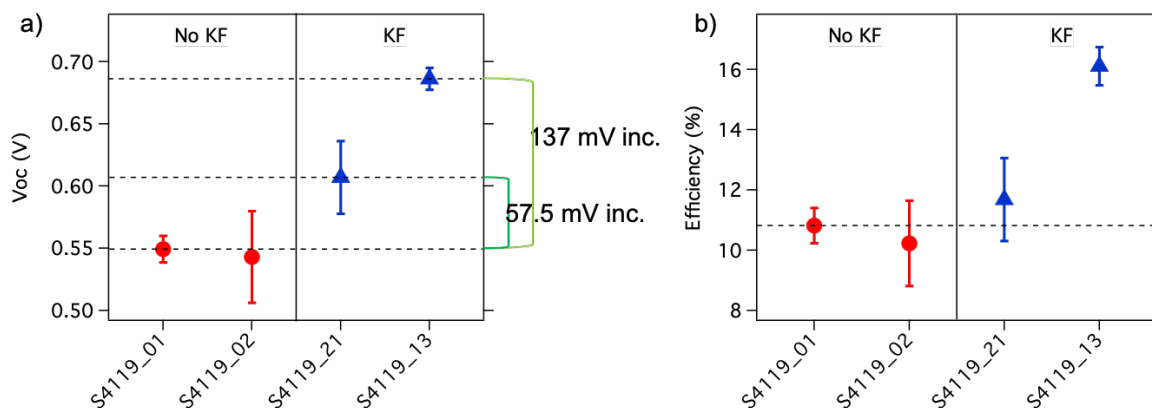 a)
No KF
KF
0.70
0.65
0.60
0.55
0.50
Voc (V)
137 mV inc.
57.5 mV inc.
S4119_01
S4119_02
S4119_21
S4119_13
b)
No KF
KF
16
14
12
10
8
Efficiency (%)
S4119_01
S4119_02
S4119_21
S4119_13